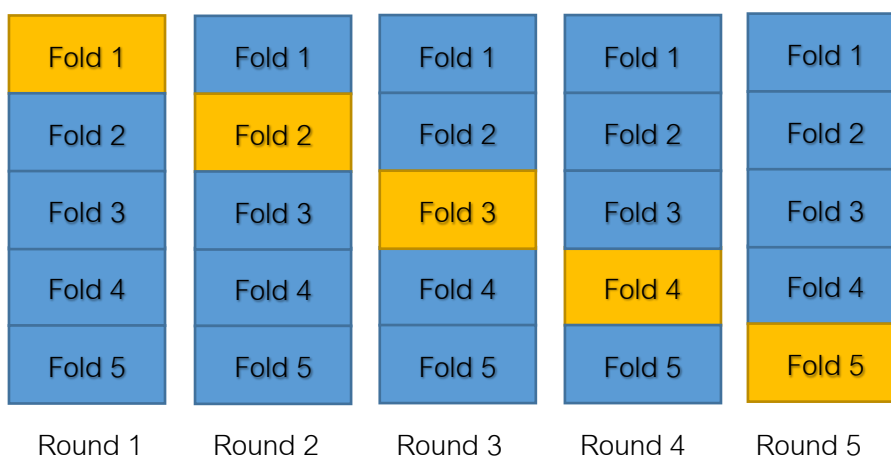 Fold 1 Fold 1 Fold 1 Fold 1 Fold 1
Fold 2 Fold 2 Fold 2 Fold 2 Fold 2
Fold 3 Fold 3 Fold 3 Fold 3 Fold 3
Fold 4 Fold 4 Fold 4 Fold 4 Fold 4
Fold 5 Fold 5 Fold 5 Fold 5 Fold 5
Round 1 Round 2 Round 3 Round 4 Round 5